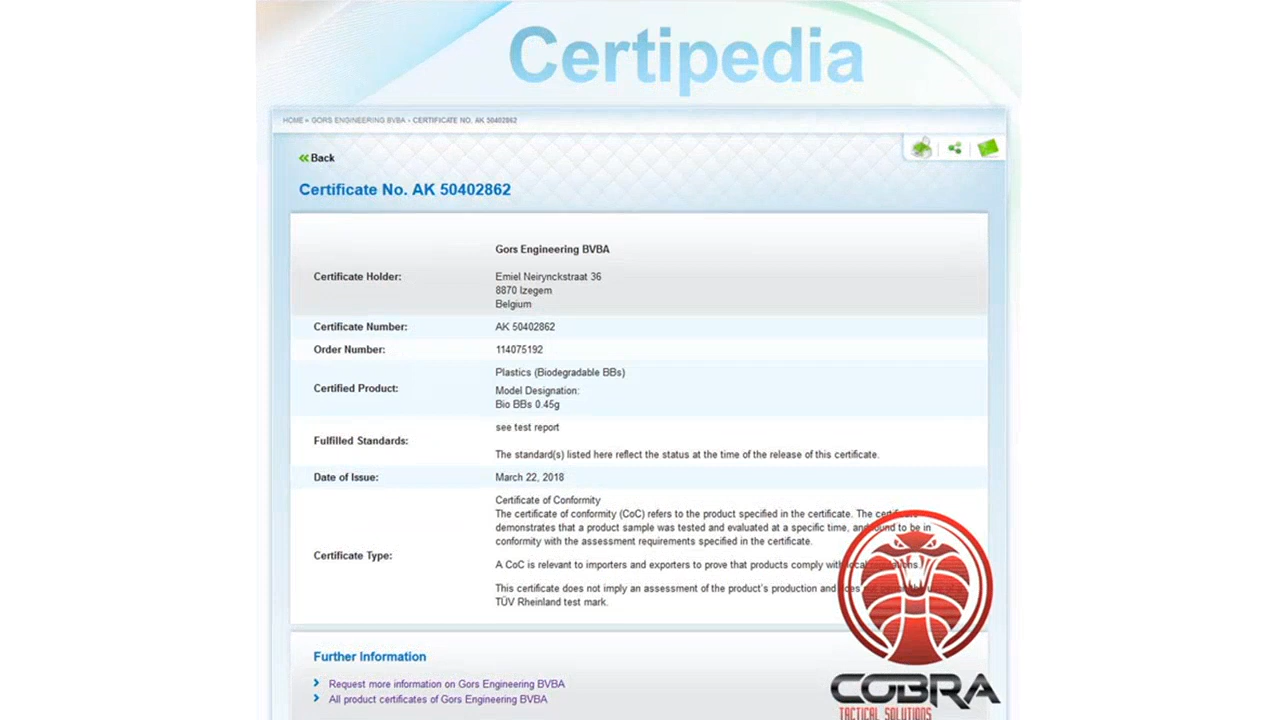 Certipedia
HOME » GORS ENGINEERING BVBA » CERTIFICATE NO. AK 50402862
Back
Certificate No. AK 50402862
Gors Engineering BVBA
Certificate Holder:
Emiel Neirynckstraat 36
8870 Izegem
Belgium
Certificate Number: AK 50402862
Order Number: 114075192
Certified Product:
Plastics (Biodegradable BBs)
Model Designation:
Bio BBs 0.45g
Fulfilled Standards:
see test report
The standard(s) listed here reflect the status at the time of the release of this certificate.
Date of Issue: March 22, 2018
Certificate Type:
Certificate of Conformity
The certificate of conformity (CoC) refers to the product specified in the certificate. The
demonstrates that a product sample was tested and evaluated at a specific time, and found to be in
conformity with the assessment requirements specified in the certificate.
A CoC is relevant to importers and exporters to prove that products comply with local regulations.
This certificate does not imply an assessment of the product's production and does
TÜV Rheinland test mark.
Further Information
Request more information on Gors Engineering BVBA
All product certificates of Gors Engineering BVBA
COBRA
TACTICAL SOLUTIONS